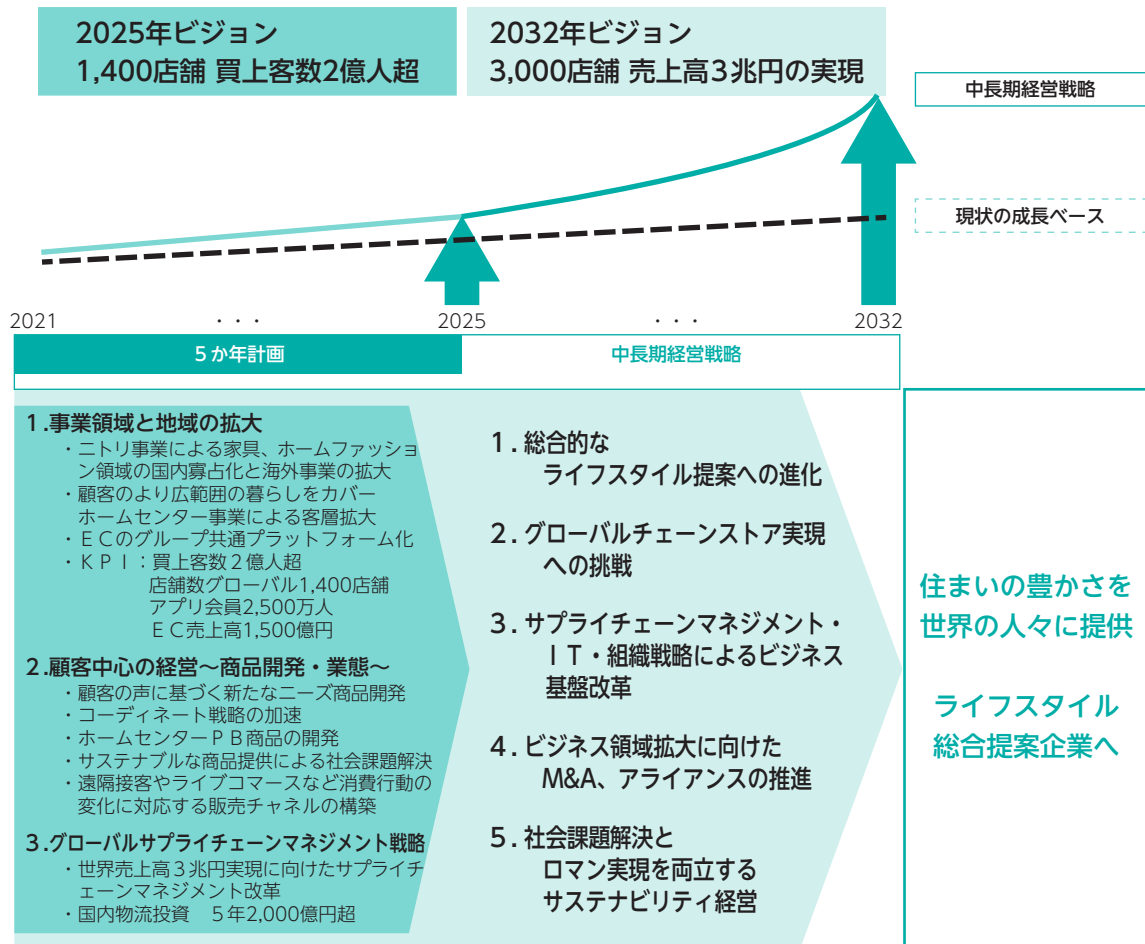 2025年ビジョン
1,400店舗 買上客数2億人超
2032年ビジョン
3,000店舗 売上高3兆円の実現
中長期経営戦略
現状の成長ベース
2021
・・・
2025
・・・
2032
5か年計画
中長期経営戦略
1.事業領域と地域の拡大
・ニトリ事業による家具、ホームファッショ
ン領域の国内寡占化と海外事業の拡大
・顧客のより広範囲の暮らしをカバー
ホームセンター事業による客層拡大
・ECのグループ共通プラットフォーム化
・KPI：買上客数2億人超
店舗数グローバル1,400店舗
アプリ会員2,500万人
EC売上高1,500億円
2.顧客中心の経営～商品開発・業態～
・顧客の声に基づく新たなニーズ商品開発
・コーディネート戦略の加速
・ホームセンターPB商品の開発
・サステナブルな商品提供による社会課題解決
・遠隔接客やライブコマースなど消費行動の
変化に対応する販売チャネルの構築
3.グローバルサプライチェーンマネジメント戦略
・世界売上高3兆円実現に向けたサプライチ
ェーンマネジメント改革
・国内物流投資　5年2,000億円超
1. 総合的な
ライフスタイル提案への進化
2. グローバルチェーンストア実現
への挑戦
3. サプライチェーンマネジメント・
IT・組織戦略によるビジネス
基盤改革
4. ビジネス領域拡大に向けた
M&A、アライアンスの推進
5. 社会課題解決と
ロマン実現を両立する
サステナビリティ経営
住まいの豊かさを
世界の人々に提供
ライフスタイル
総合提案企業へ